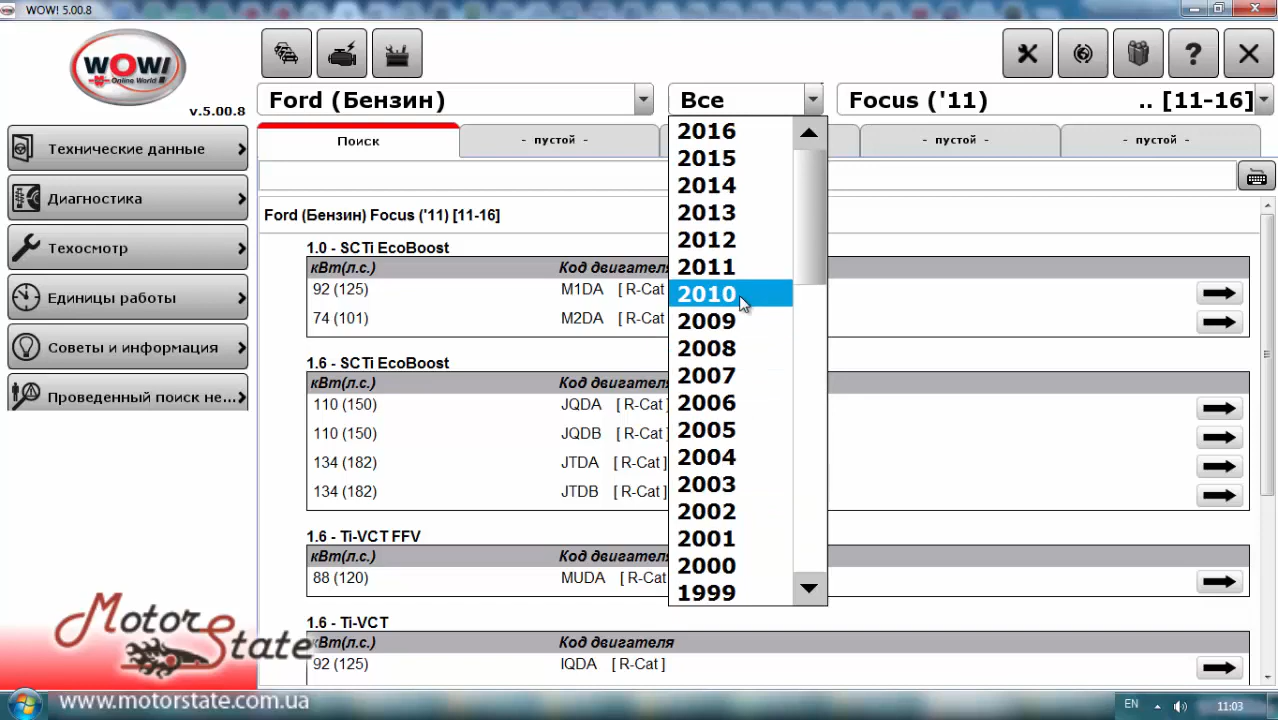 WOW! 5.00.8
WOW!
Online World
v.5.00.8
Ford (Бензин)
Все
Focus ('11) .. [11-16]
Технические данные
Диагностика
Техосмотр
Единицы работы
Советы и информация
Проведенный поиск не...
Поиск
- пустой -
- пустой -
- пустой -
2016
2015
2014
2013
2012
2011
2010
2009
2008
2007
2006
2005
2004
2003
2002
2001
2000
1999
Ford (Бензин) Focus ('11) [11-16]
1.0 - SCTi EcoBoost
кВт(л.с.) Код двигателя
92 (125) M1DA [ R-Cat
74 (101) M2DA [ R-Cat
1.6 - SCTi EcoBoost
кВт(л.с.) Код двигателя
110 (150) JQDA [ R-Cat ]
110 (150) JQDB [ R-Cat ]
134 (182) JTDA [ R-Cat ]
134 (182) JTDB [ R-Cat ]
1.6 - Ti-VCT FFV
кВт(л.с.) Код двигателя
88 (120) MUDA [ R-Cat
1.6 - Ti-VCT
кВт(л.с.) Код двигателя
92 (125) IQDA [ R-Cat ]
Motor State
www.motorstate.com.ua
EN
11:03